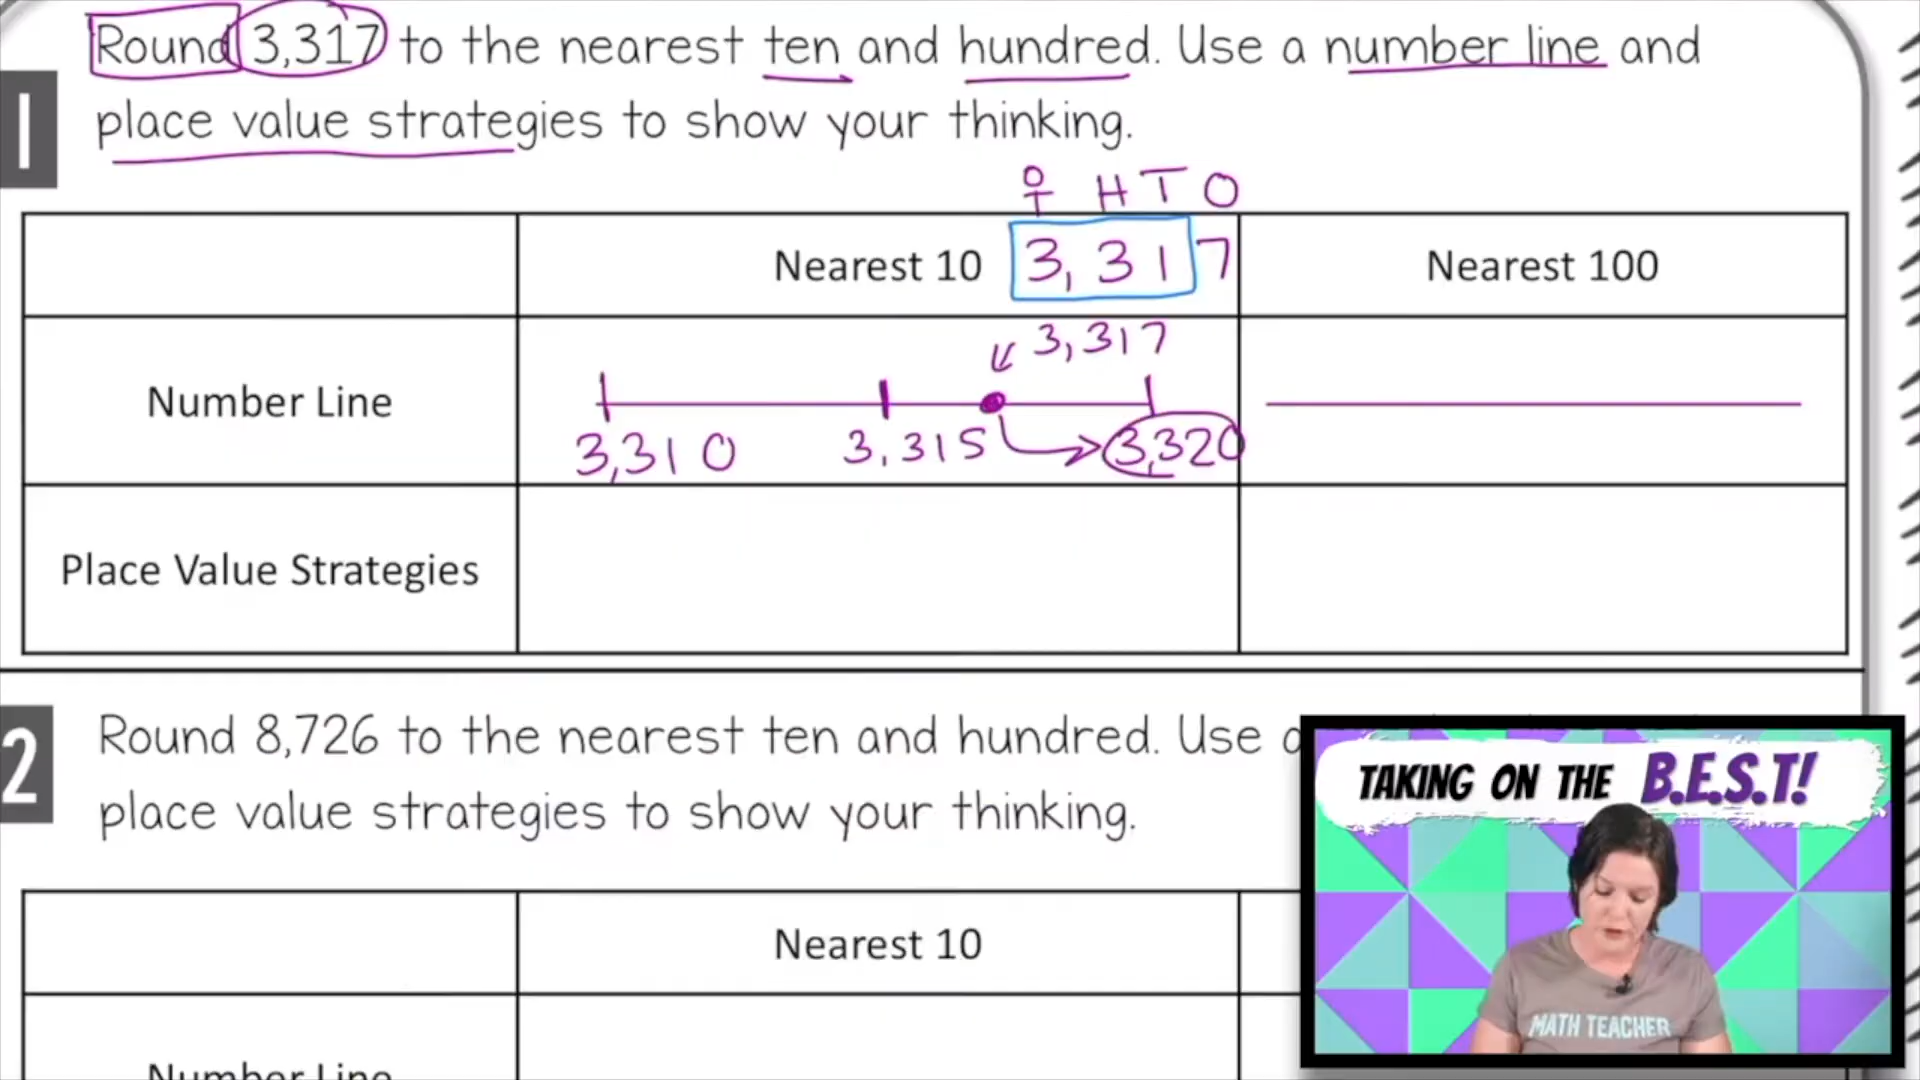 Round 3,317 to the nearest ten and hundred. Use a number line and
1
place value strategies to show your thinking.
T H T O
Nearest 10 3,317
Nearest 100
3,317
Number Line
3,310 3,315 3,320
Place Value Strategies
2
Round 8,726 to the nearest ten and hundred. Use a
place value strategies to show your thinking.
Nearest 10
Number Line
TAKING ON THE B.E.S.T!
MATH TEACHER